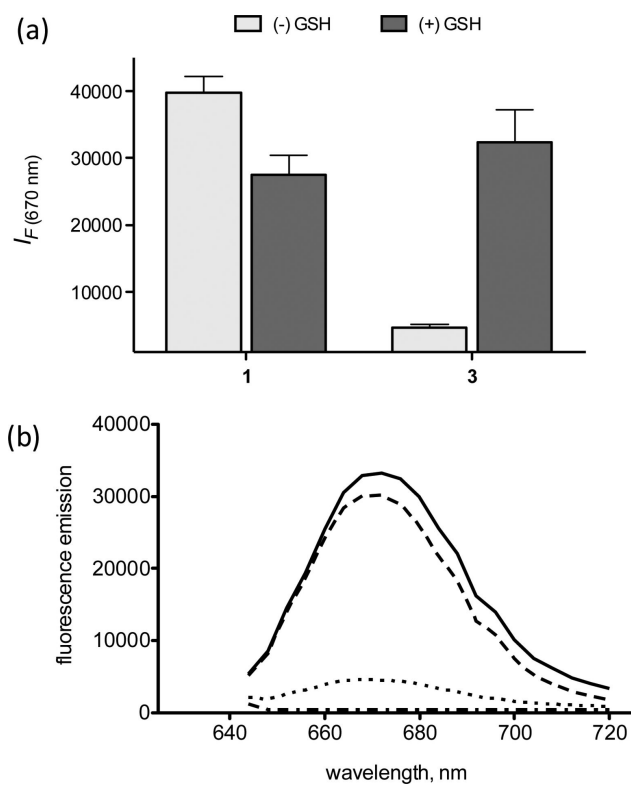 (a)
(-) GSH
(+) GSH
40000
30000
20000
10000
I_F (670 nm)
1
3
(b)
40000
30000
20000
10000
0
fluorescence emission
640
660
680
700
720
wavelength, nm